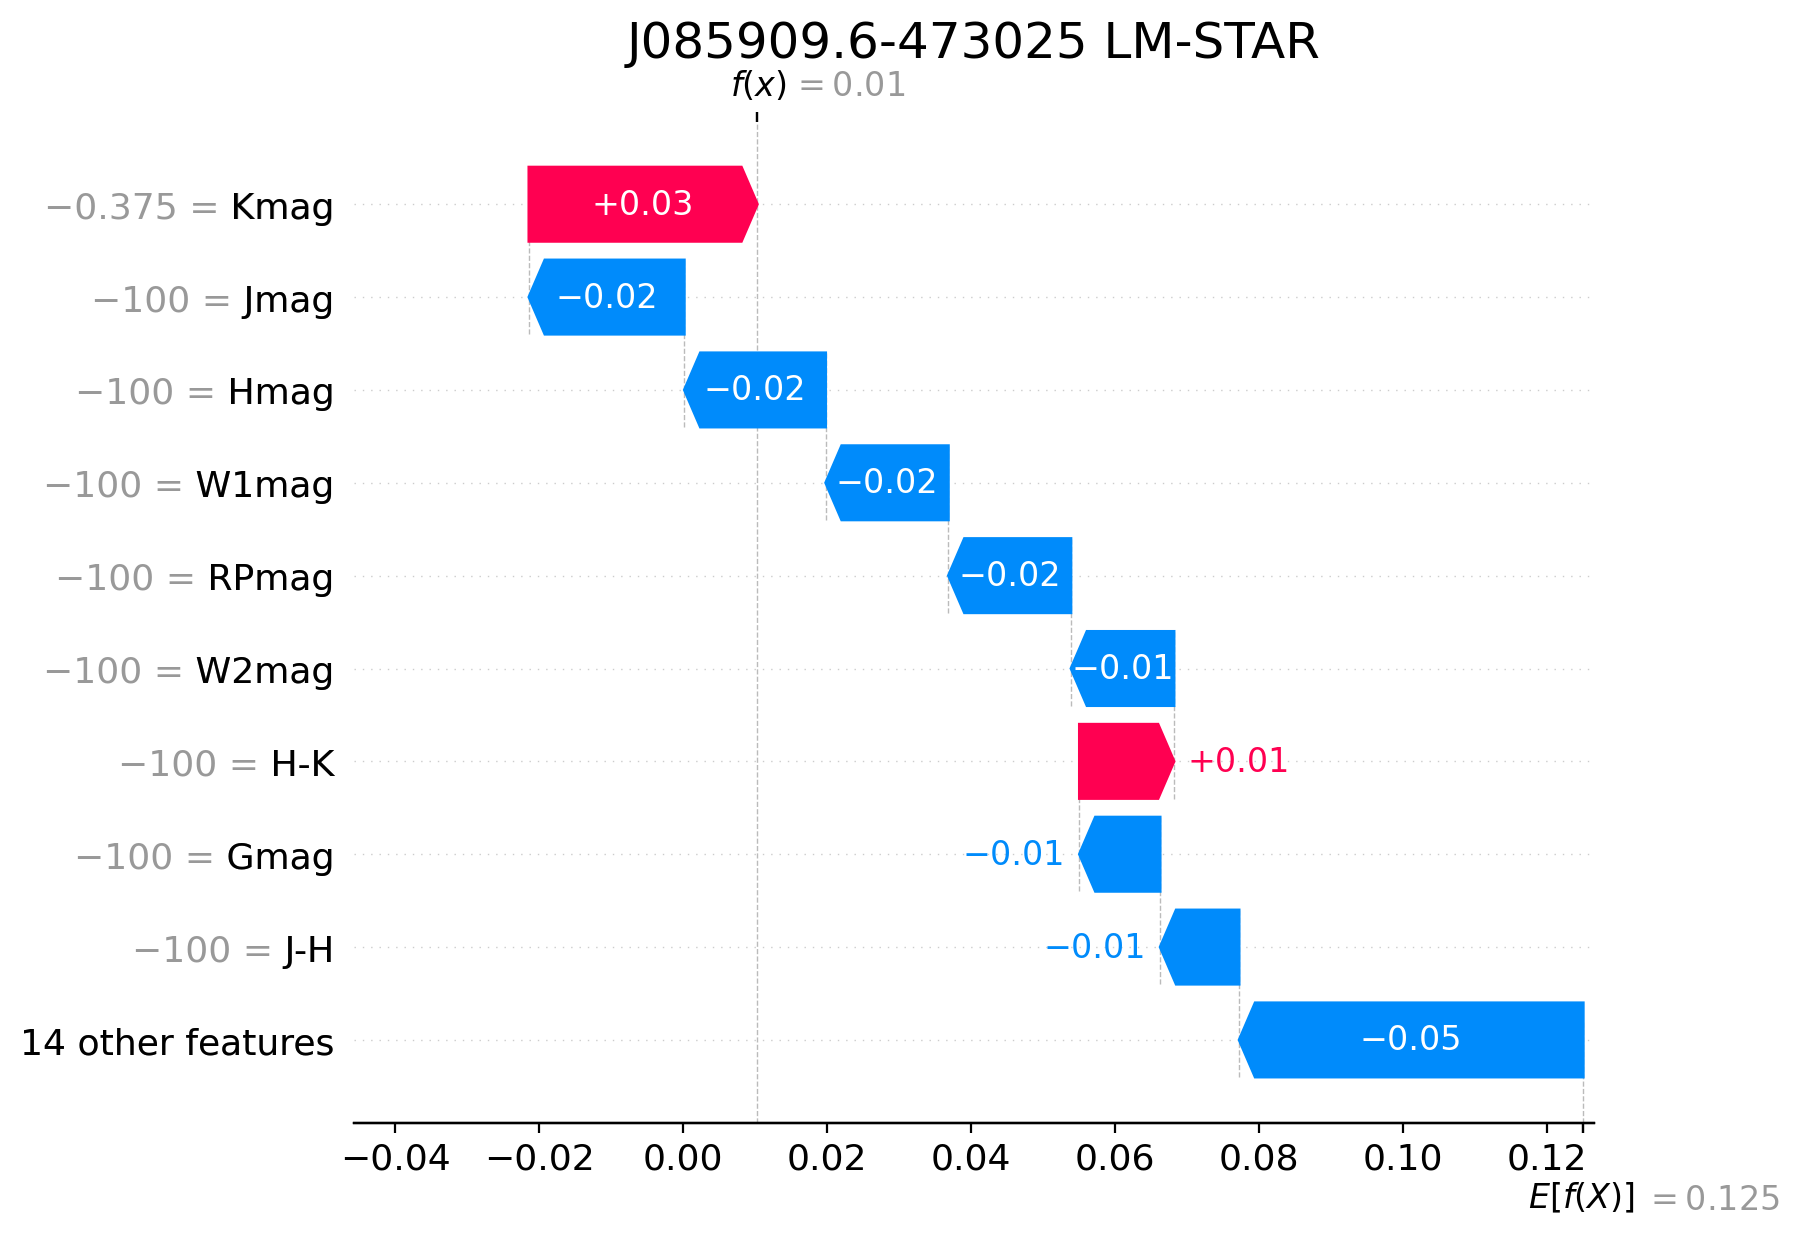 J085909.6-473025 LM-STAR
f(x) = 0.01
−0.375 = Kmag
+0.03
−100 = Jmag
−0.02
−100 = Hmag
−0.02
−100 = W1mag
−0.02
−100 = RPmag
−0.02
−100 = W2mag
−0.01
−100 = H-K
+0.01
−100 = Gmag
−0.01
−100 = J-H
−0.01
14 other features
−0.05
−0.04 −0.02 0.00 0.02 0.04 0.06 0.08 0.10 0.12
E[f(X)] = 0.125